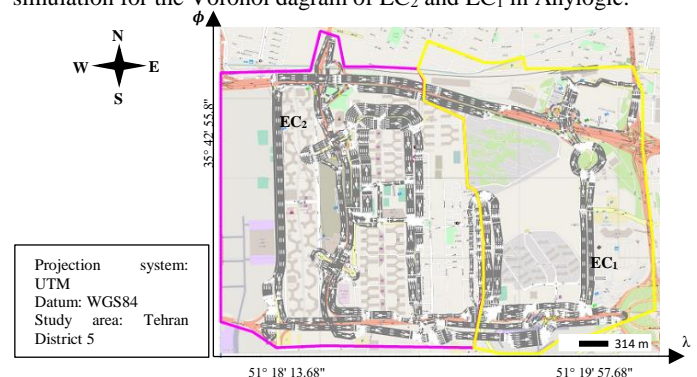 simulation for the Voronoi dagram of EC₂ and EC₁ in Anylogic.
ϕ
N
W E
S
35° 42' 55.8"
EC₂
EC₁
Projection system:
UTM
Datum: WGS84
Study area: Tehran
District 5
314 m
λ
51° 18' 13.68"
51° 19' 57.68"